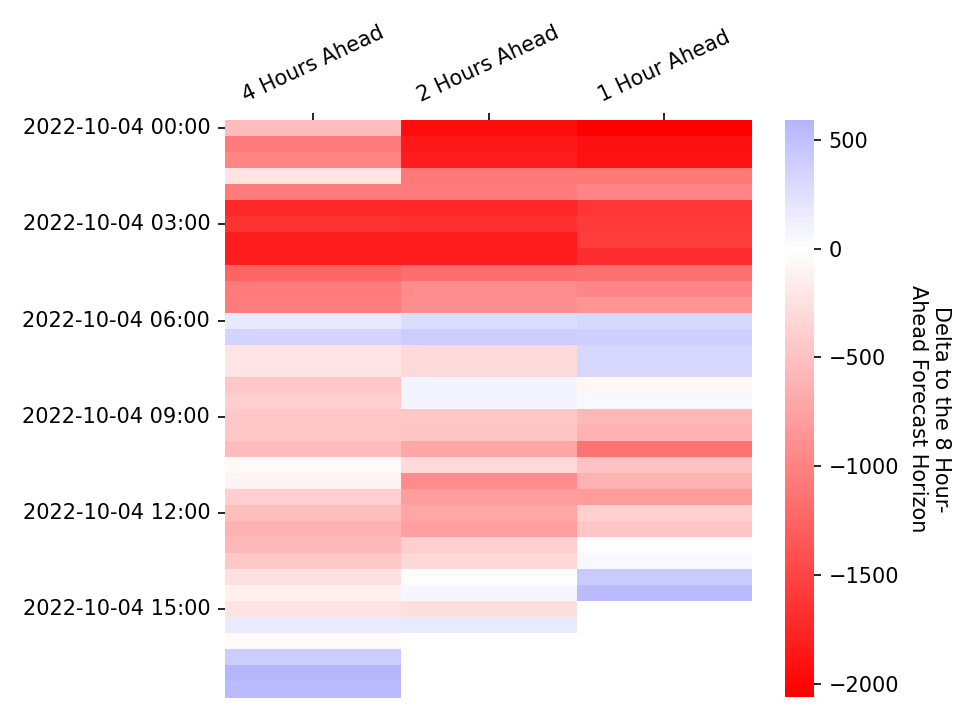 4 Hours Ahead
2 Hours Ahead
1 Hour Ahead
2022-10-04 00:00
2022-10-04 03:00
2022-10-04 06:00
2022-10-04 09:00
2022-10-04 12:00
2022-10-04 15:00
500
0
−500
−1000
−1500
−2000
Delta to the 8 Hour-
Ahead Forecast Horizon